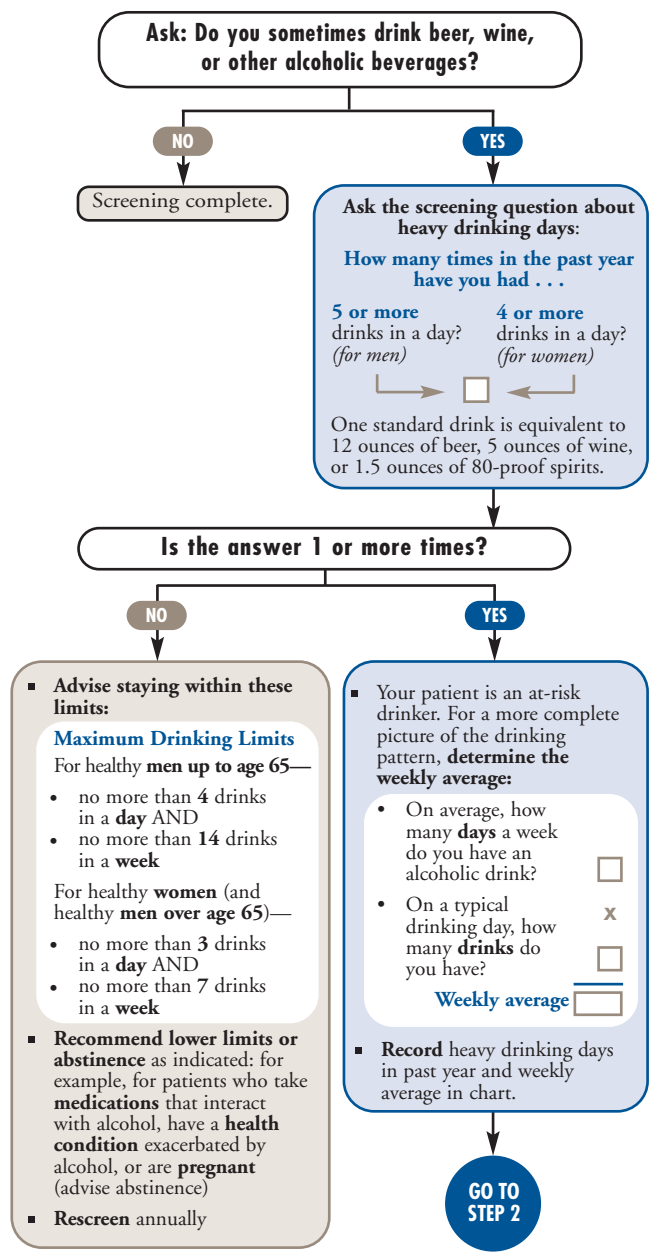 Ask: Do you sometimes drink beer, wine,
or other alcoholic beverages?
NO
YES
Screening complete.
Ask the screening question about
heavy drinking days:
How many times in the past year
have you had . . .
5 or more
drinks in a day?
(for men)
4 or more
drinks in a day?
(for women)
One standard drink is equivalent to
12 ounces of beer, 5 ounces of wine,
or 1.5 ounces of 80-proof spirits.
Is the answer 1 or more times?
NO
YES
▪ Advise staying within these
limits:
Maximum Drinking Limits
For healthy men up to age 65—
• no more than 4 drinks
in a day AND
• no more than 14 drinks
in a week
For healthy women (and
healthy men over age 65)—
• no more than 3 drinks
in a day AND
• no more than 7 drinks
in a week
▪ Recommend lower limits or
abstinence as indicated: for
example, for patients who take
medications that interact
with alcohol, have a health
condition exacerbated by
alcohol, or are pregnant
(advise abstinence)
▪ Rescreen annually
▪ Your patient is an at-risk
drinker. For a more complete
picture of the drinking
pattern, determine the
weekly average:
• On average, how
many days a week
do you have an
alcoholic drink?
x
• On a typical
drinking day, how
many drinks do
you have?
Weekly average
▪ Record heavy drinking days
in past year and weekly
average in chart.
GO TO
STEP 2